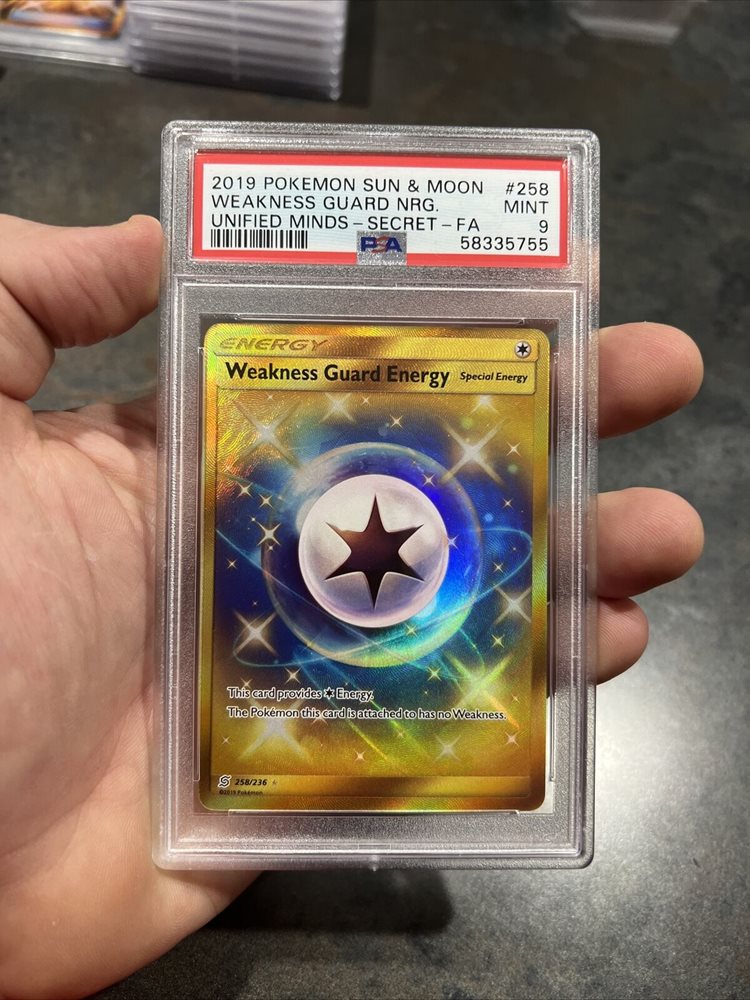 2019 POKEMON SUN & MOON #258
WEAKNESS GUARD NRG. MINT
UNIFIED MINDS-SECRET-FA 9
PSA 58335755
ENERGY
Weakness Guard Energy Special Energy
This card provides ✶ Energy.
The Pokémon this card is attached to has no Weakness.
258/236
©2019 Pokémon